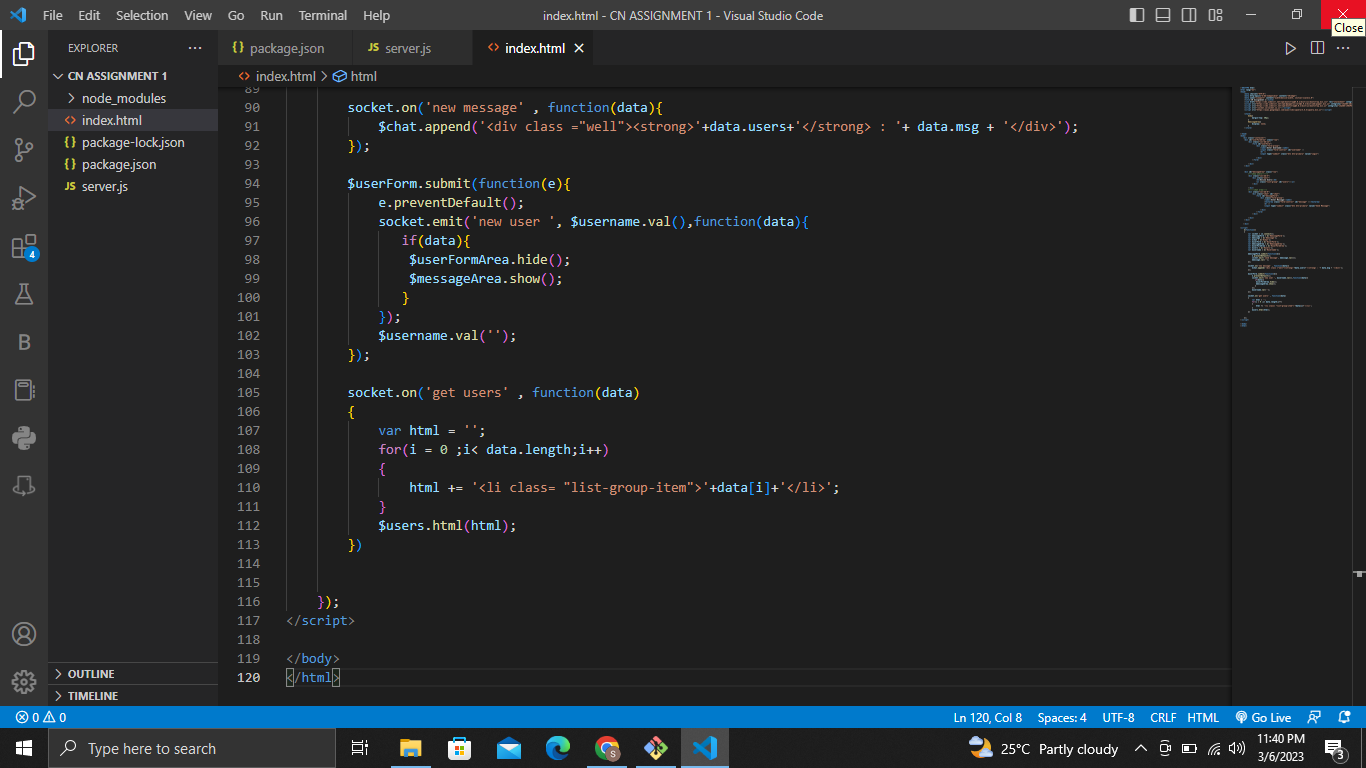 File Edit Selection View Go Run Terminal Help index.html - CN ASSIGNMENT 1 - Visual Studio Code
Close
EXPLORER
CN ASSIGNMENT 1
node_modules
<> index.html
{} package-lock.json
{} package.json
JS server.js
OUTLINE
TIMELINE
4
B
{} package.json JS server.js <> index.html
<> index.html > html
89
90 socket.on('new message' , function(data){
91 $chat.append('<div class ="well"><strong>'+data.users+'</strong> : '+ data.msg + '</div>');
92 });
93
94 $userForm.submit(function(e){
95 e.preventDefault();
96 socket.emit('new user ', $username.val(),function(data){
97 if(data){
98 $userFormArea.hide();
99 $messageArea.show();
100 }
101 });
102 $username.val('');
103 });
104
105 socket.on('get users' , function(data)
106 {
107 var html = '';
108 for(i = 0 ;i< data.length;i++)
109 {
110 html += '<li class= "list-group-item">'+data[i]+'</li>';
111 }
112 $users.html(html);
113 })
114
115
116 });
117 </script>
118
119 </body>
120 </html>
0 0 Ln 120, Col 8 Spaces: 4 UTF-8 CRLF HTML Go Live
Type here to search
S
25°C Partly cloudy
11:40 PM
3/6/2023
3